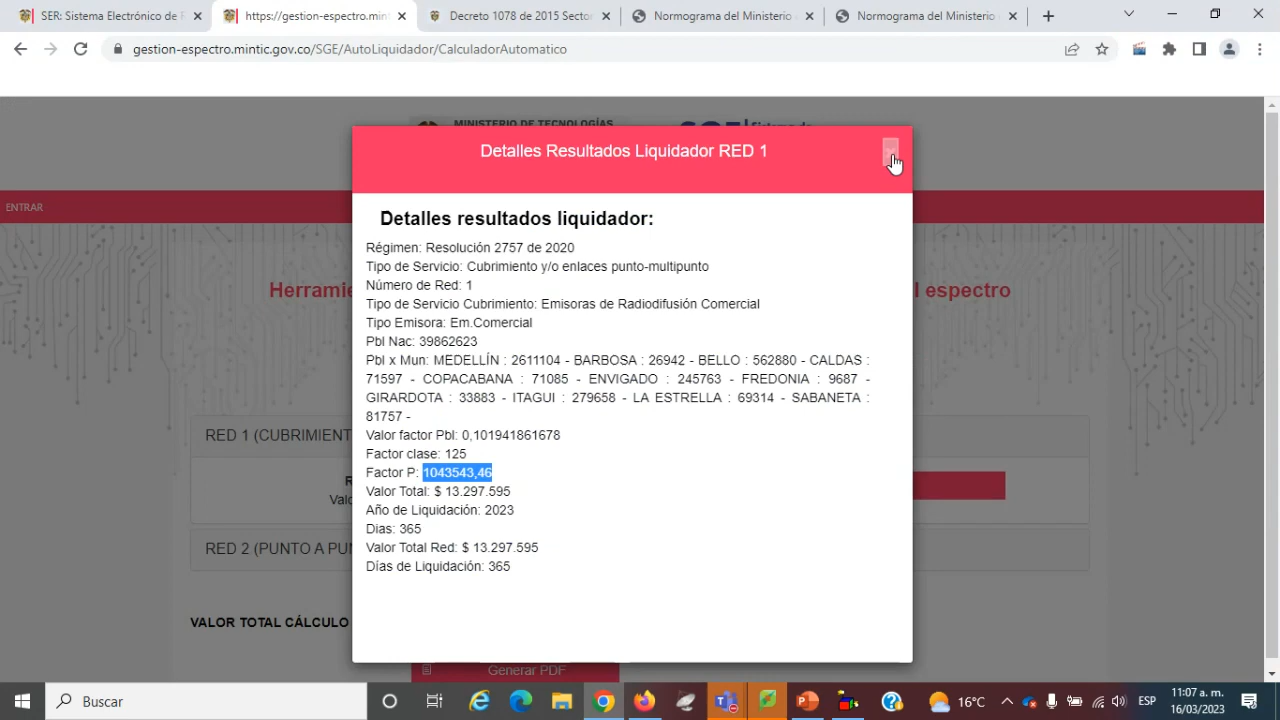 SER: Sistema Electrónico de R
https://gestion-espectro.mint
Decreto 1078 de 2015 Sector
Normograma del Ministerio
Normograma del Ministerio
gestion-espectro.mintic.gov.co/SGE/AutoLiquidador/CalculadorAutomatico
MINISTERIO DE TECNOLOGÍAS
Detalles Resultados Liquidador RED 1
ENTRAR
Detalles resultados liquidador:
Régimen: Resolución 2757 de 2020
Tipo de Servicio: Cubrimiento y/o enlaces punto-multipunto
Número de Red: 1
Herramie
l espectro
Tipo de Servicio Cubrimiento: Emisoras de Radiodifusión Comercial
Tipo Emisora: Em.Comercial
Pbl Nac: 39862623
Pbl x Mun: MEDELLÍN : 2611104 - BARBOSA : 26942 - BELLO : 562880 - CALDAS :
71597 - COPACABANA : 71085 - ENVIGADO : 245763 - FREDONIA : 9687 -
GIRARDOTA : 33883 - ITAGUI : 279658 - LA ESTRELLA : 69314 - SABANETA :
81757 -
RED 1 (CUBRIMIENT
Valor factor Pbl: 0,101941861678
Factor clase: 125
Factor P: 1043543,46
R
Valor Total: $ 13.297.595
Valo
Año de Liquidación: 2023
Dias: 365
RED 2 (PUNTO A PUN
Valor Total Red: $ 13.297.595
Días de Liquidación: 365
VALOR TOTAL CÁLCULO
Generar PDF
Buscar
16°C
ESP
11:07 a. m.
16/03/2023